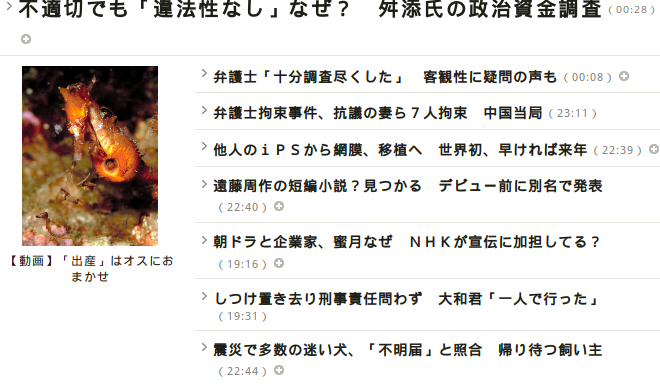 不適切でも「違法性なし」なぜ？　舛添氏の政治資金調査（00:28）
弁護士「十分調査尽くした」　客観性に疑問の声も（00:08）
弁護士拘束事件、抗議の妻ら７人拘束　中国当局（23:11）
他人のｉＰＳから網膜、移植へ　世界初、早ければ来年（22:39）
遠藤周作の短編小説？見つかる　デビュー前に別名で発表
（22:40）
朝ドラと企業家、蜜月なぜ　ＮＨＫが宣伝に加担してる？
（19:16）
しつけ置き去り刑事責任問わず　大和君「一人で行った」
（19:31）
震災で多数の迷い犬、「不明届」と照合　帰り待つ飼い主
（22:44）
【動画】「出産」はオスにお
まかせ